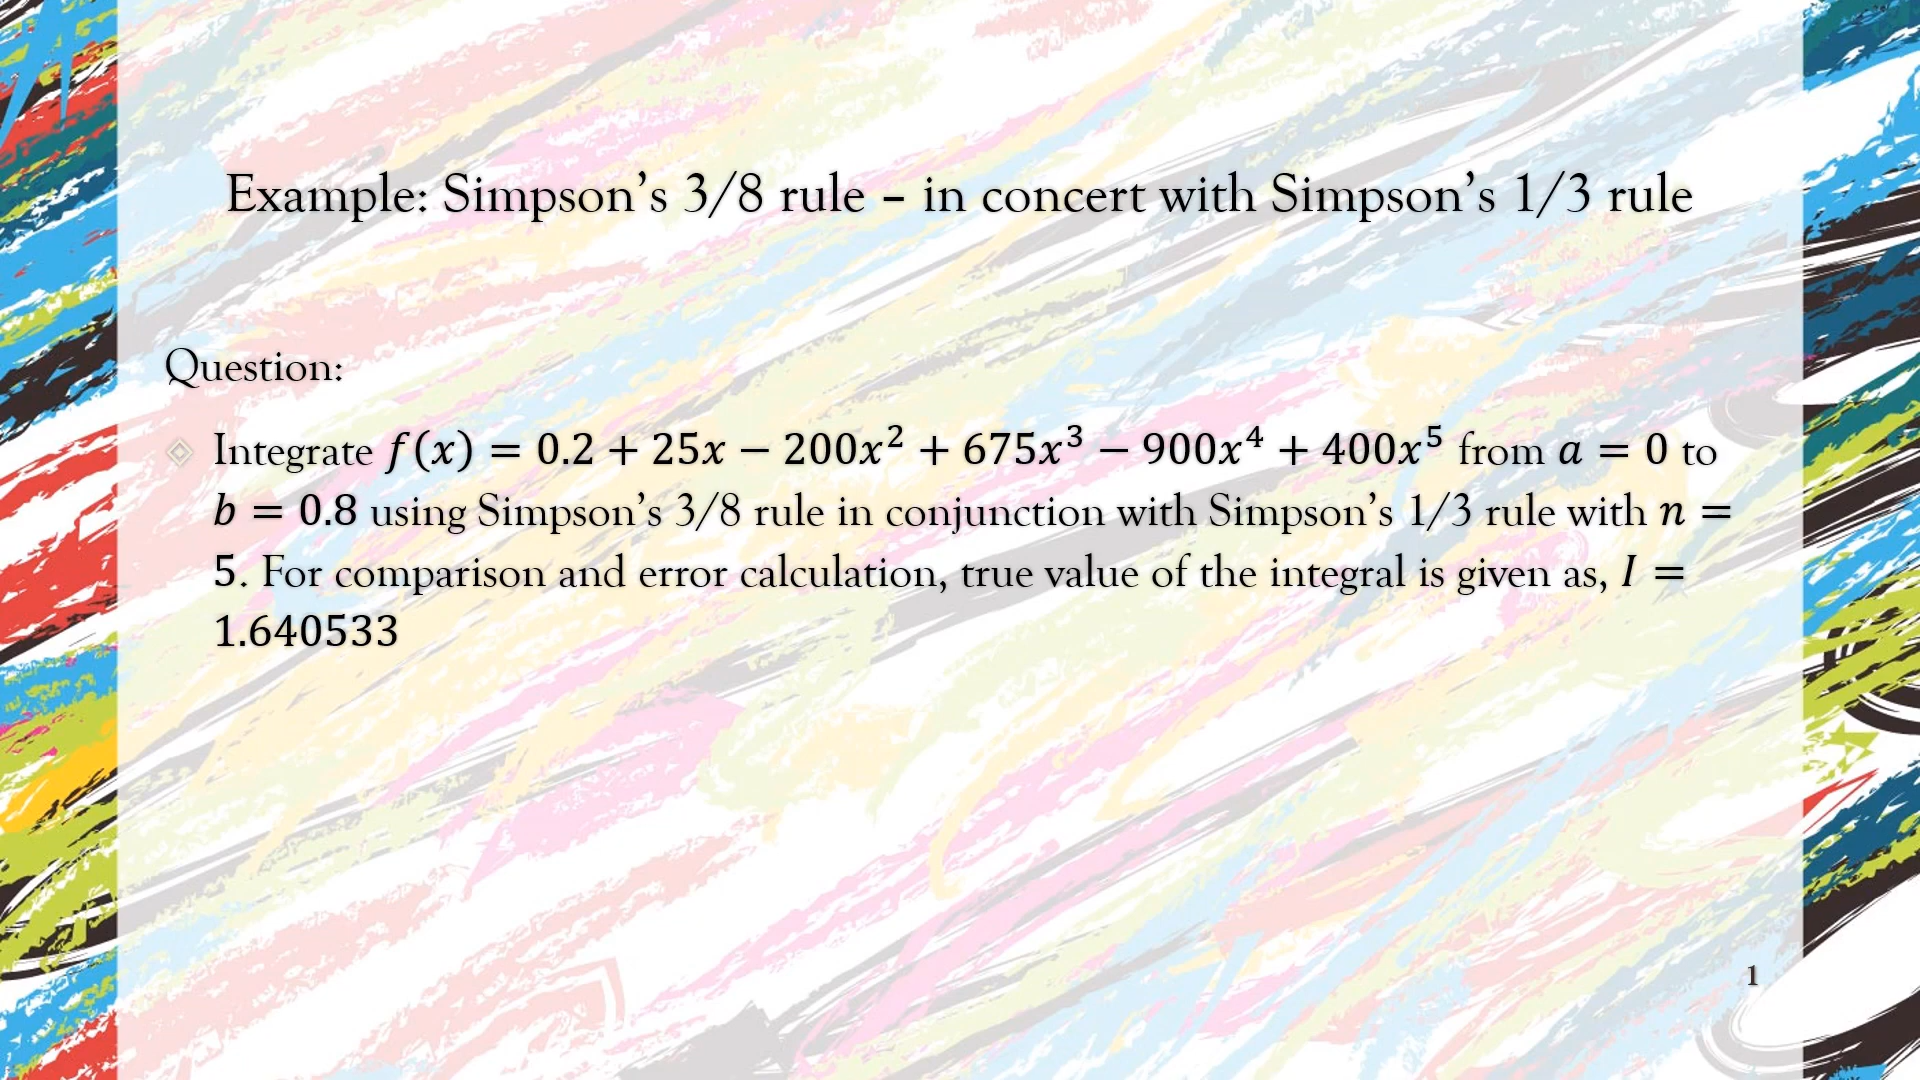 Example: Simpson’s 3/8 rule – in concert with Simpson’s 1/3 rule
Question:
Integrate f(x) = 0.2 + 25x − 200x² + 675x³ − 900x⁴ + 400x⁵ from a = 0 to
b = 0.8 using Simpson’s 3/8 rule in conjunction with Simpson’s 1/3 rule with n =
5. For comparison and error calculation, true value of the integral is given as, I =
1.640533
1